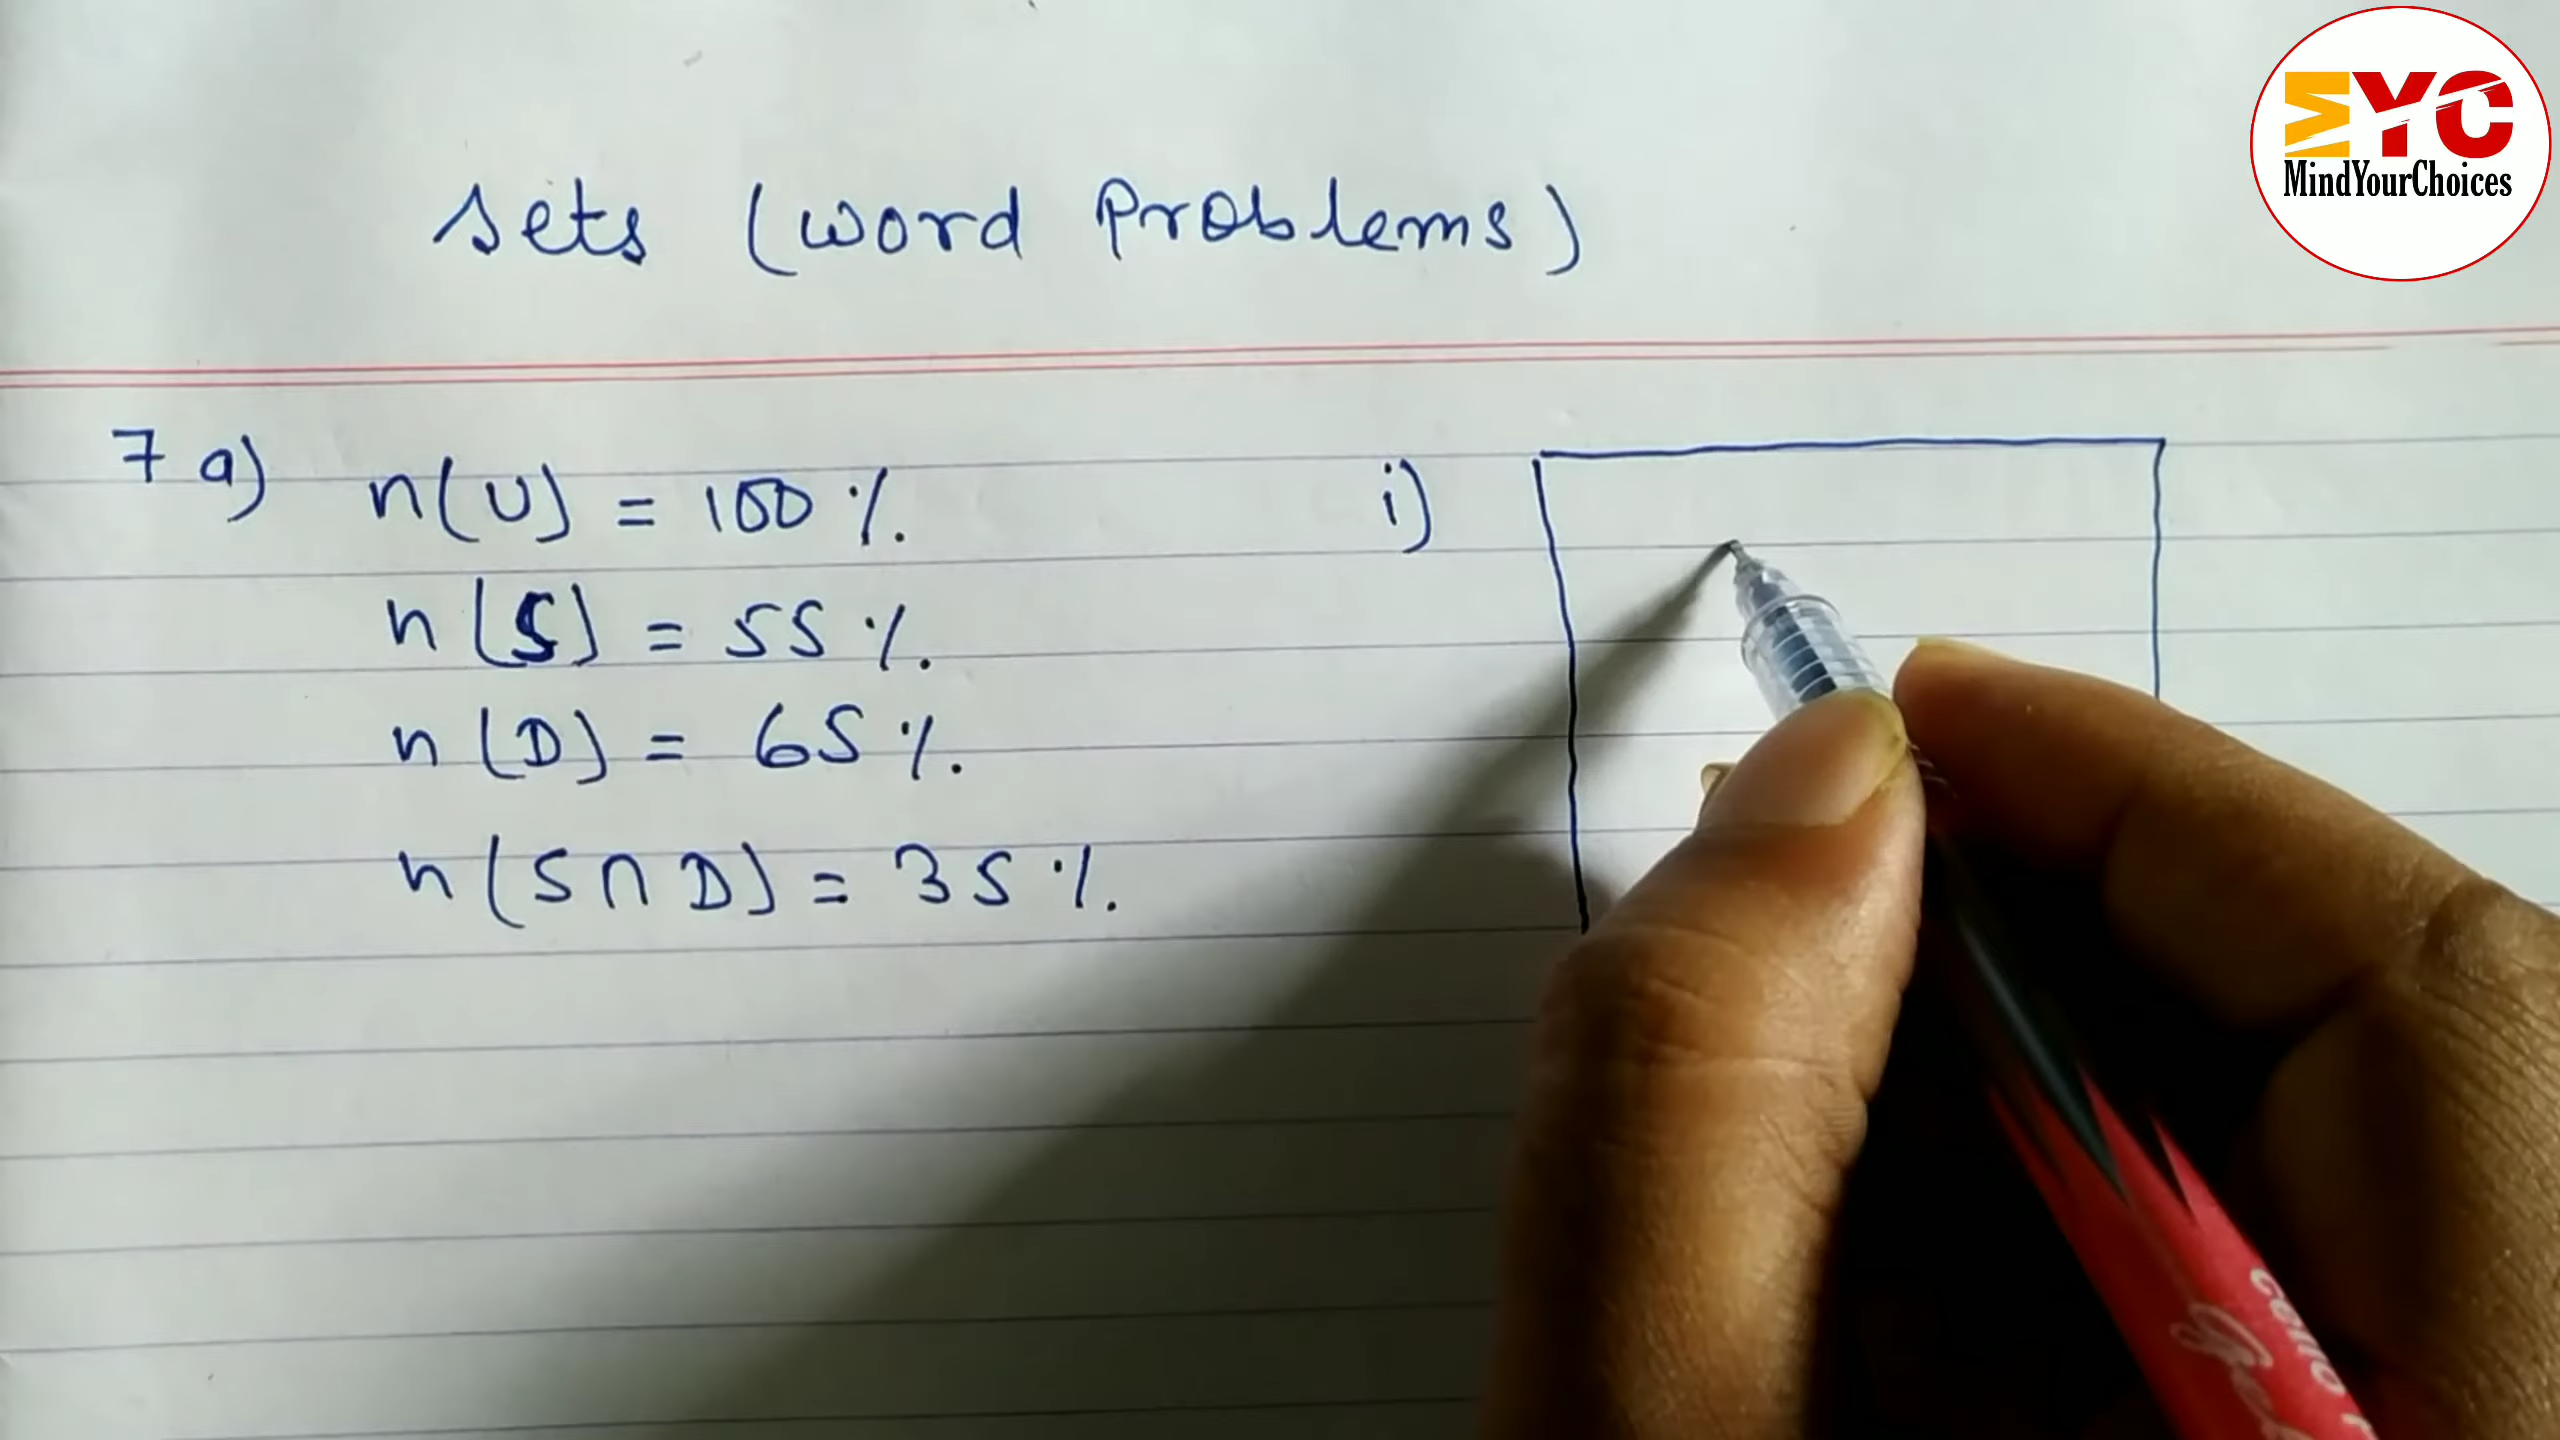 MYC
MindYourChoices
sets (word Problems)
7 a) n(U) = 100 %.
n(S) = 55 %.
n(D) = 65 %.
n(S∩D) = 35 %.
i)